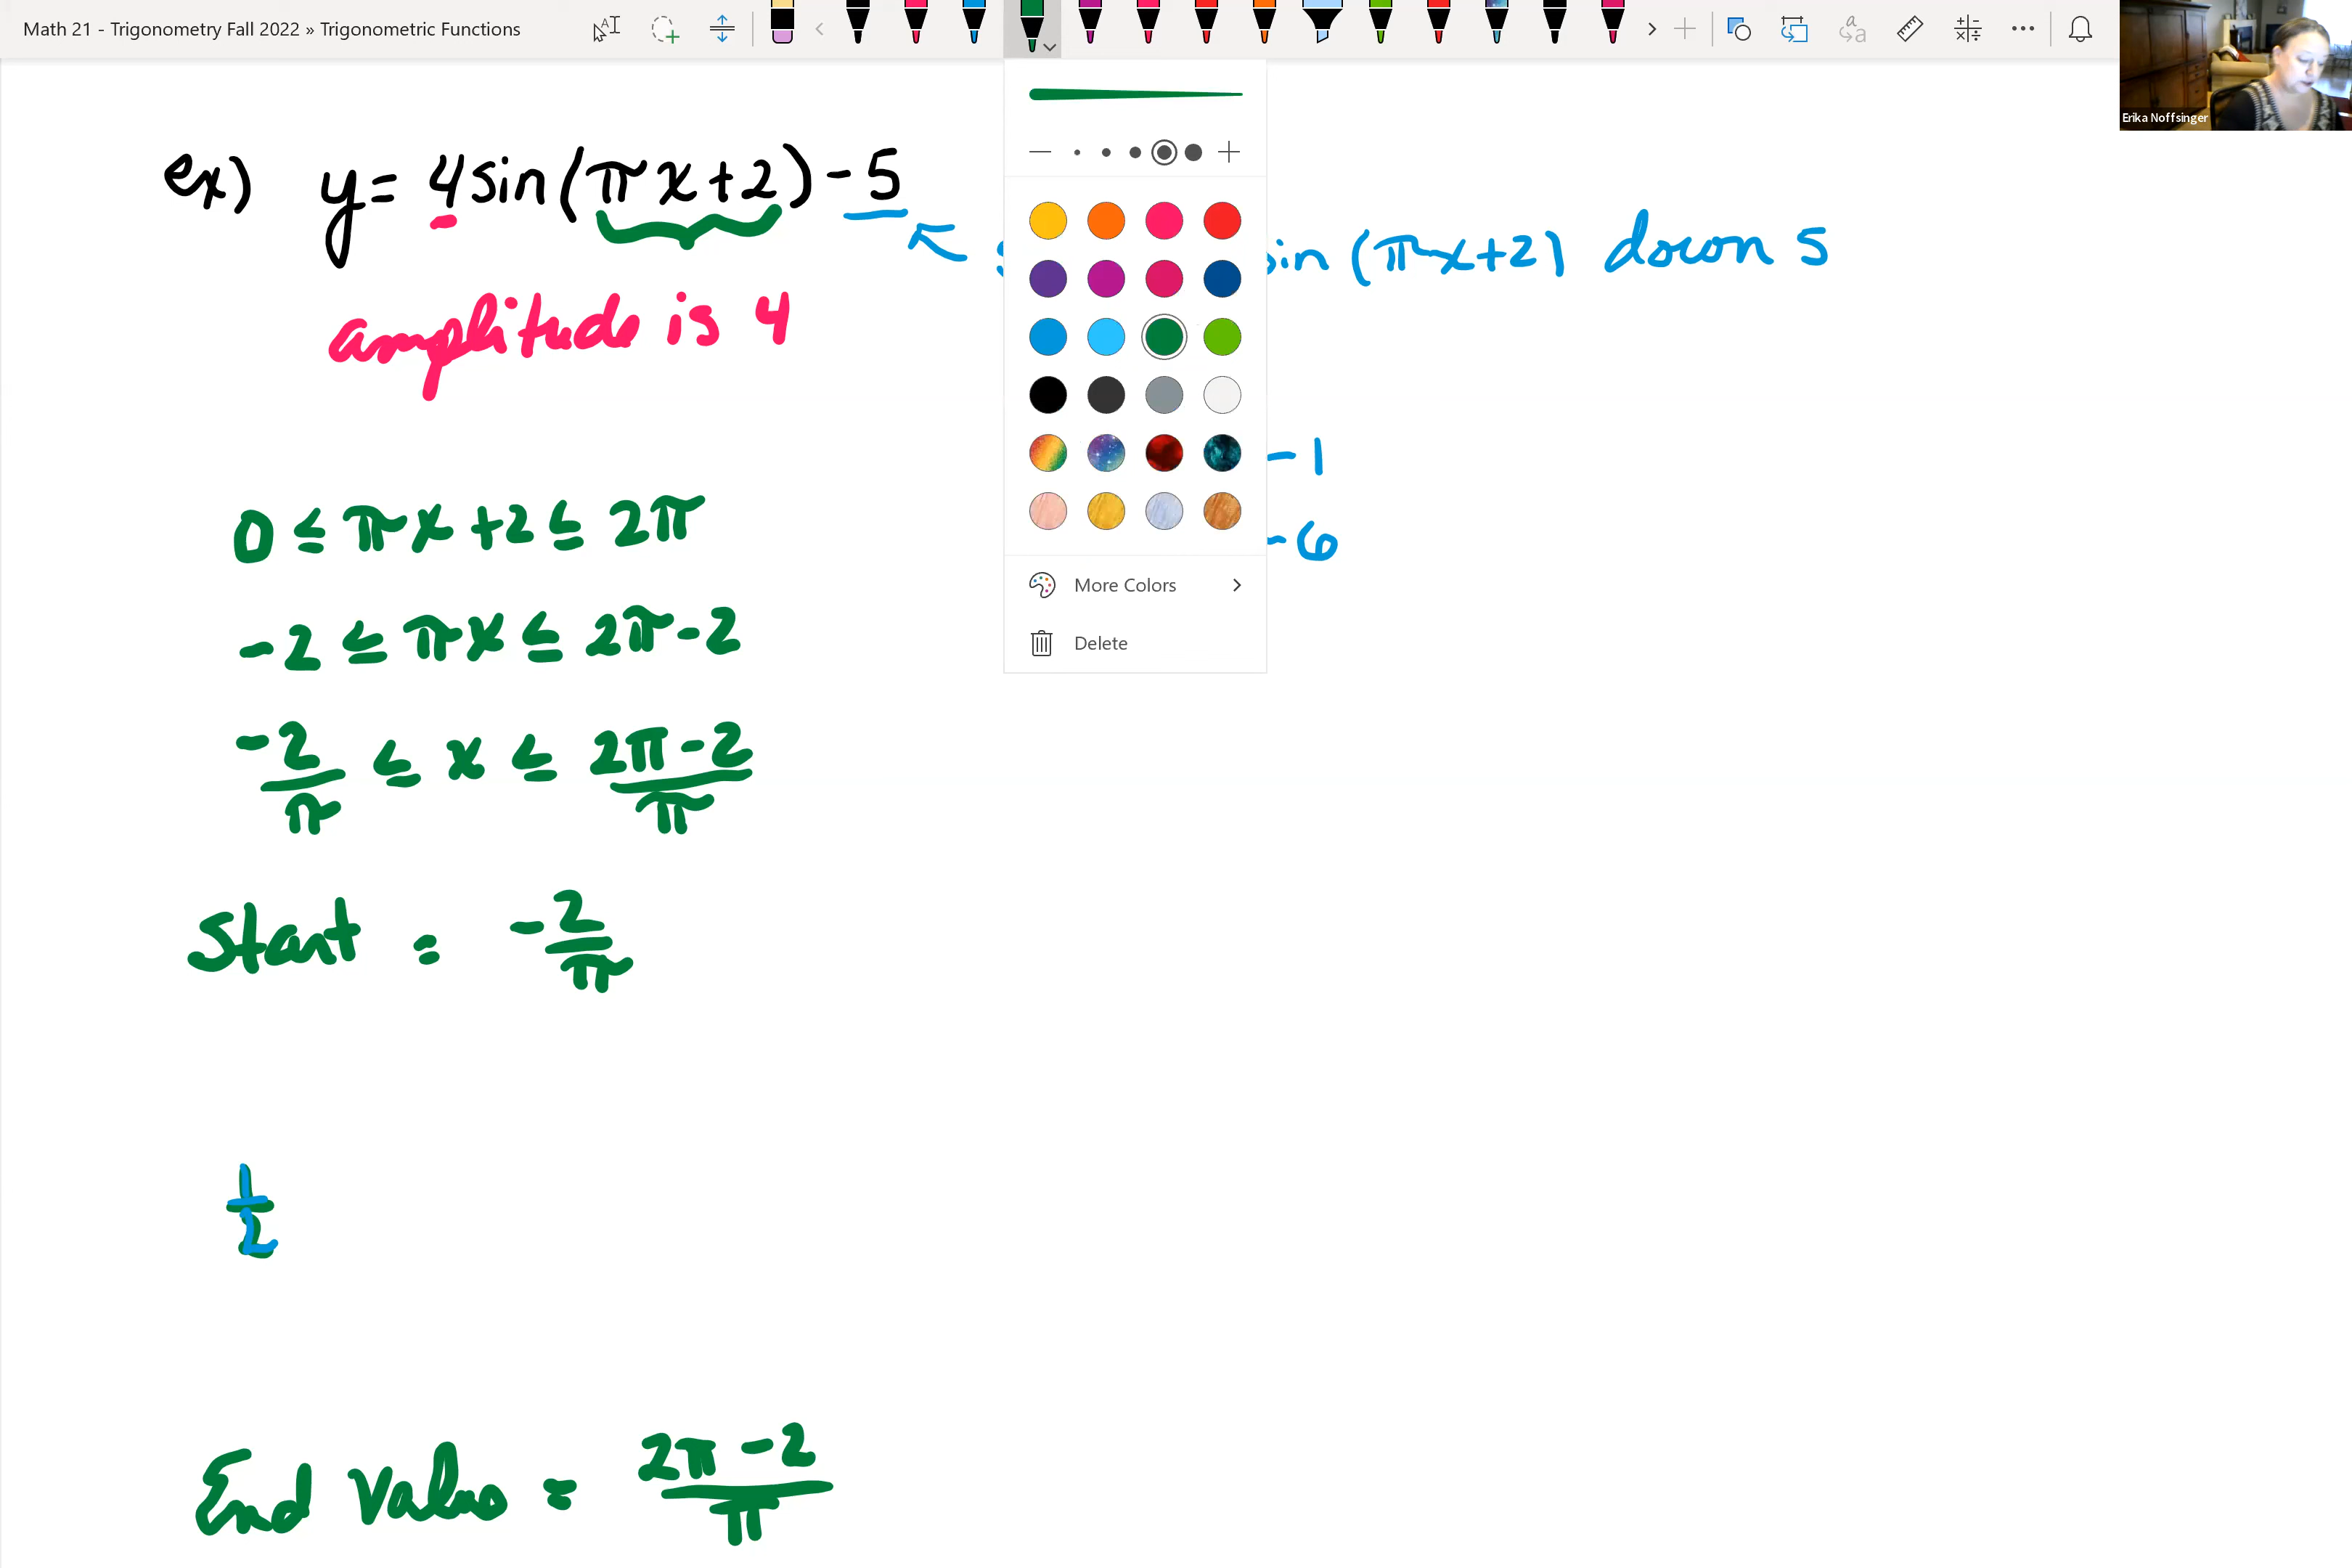 Math 21 - Trigonometry Fall 2022 » Trigonometric Functions
Erika Noffsinger
ex) y = 4 sin (πx+2) - 5
in (πx+2) down 5
amplitude is 4
-1
-6
0 ≤ πx + 2 ≤ 2π
-2 ≤ πx ≤ 2π-2
-2/π ≤ x ≤ 2π-2/π
More Colors
Delete
Start = -2/π
1/2
End value = 2π-2/π